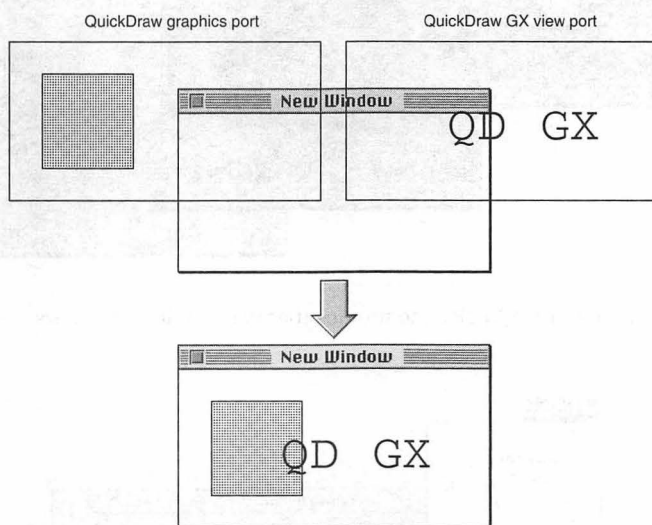 QuickDraw graphics port
QuickDraw GX view port
New Window
QD GX
New Window
QD GX